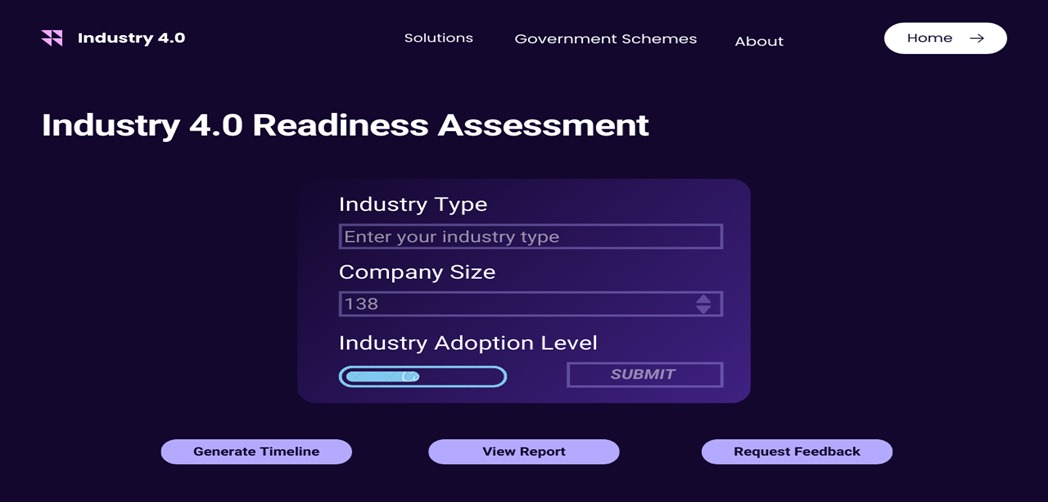 Industry 4.0
Solutions
Government Schemes
About
Home
Industry 4.0 Readiness Assessment
Industry Type
Enter your industry type
Company Size
138
Industry Adoption Level
SUBMIT
Generate Timeline
View Report
Request Feedback